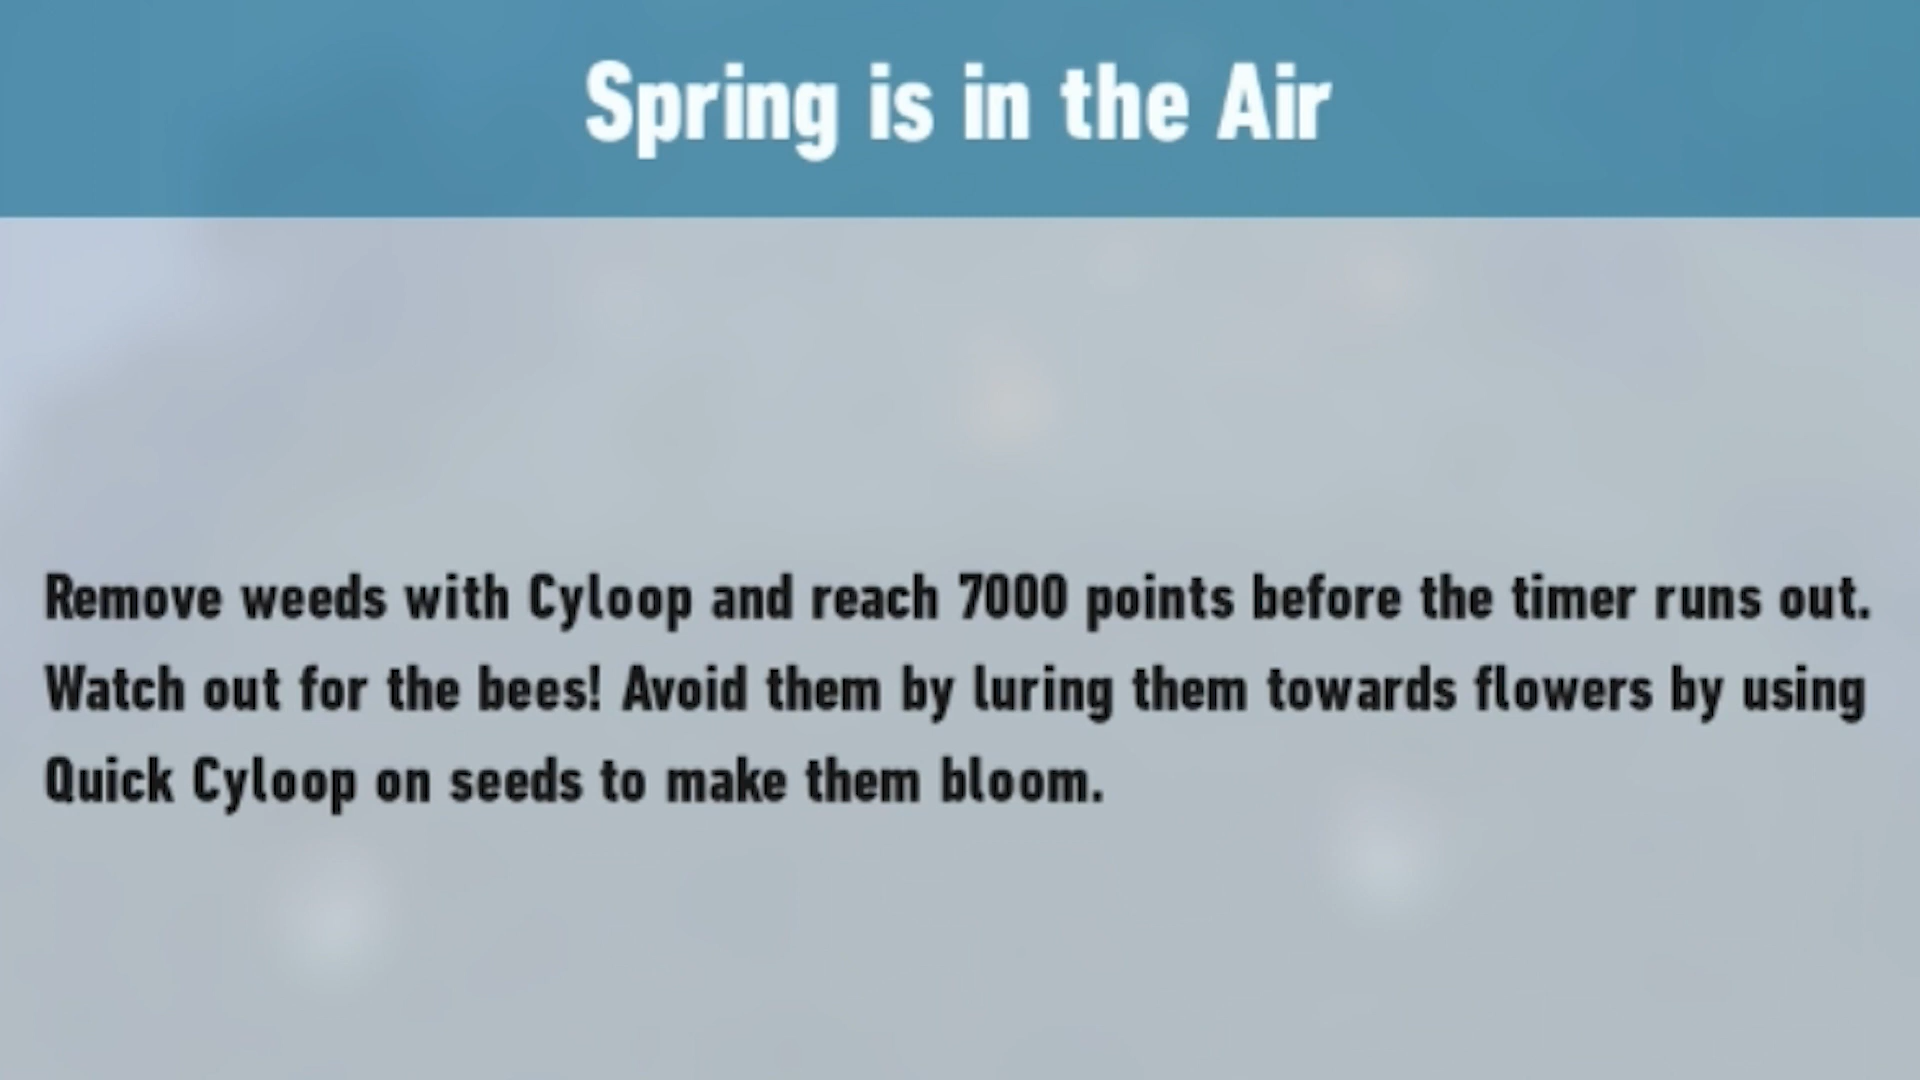 Spring is in the Air
Remove weeds with Cyloop and reach 7000 points before the timer runs out.
Watch out for the bees! Avoid them by luring them towards flowers by using
Quick Cyloop on seeds to make them bloom.